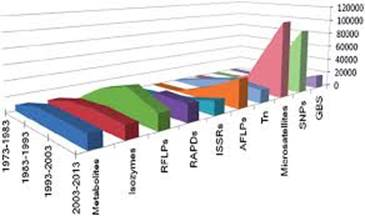 120000
100000
80000
60000
40000
20000
0
1973-1983
1983-1993
1993-2003
2003-2013
Metabolites
Isozymes
RFLPs
RAPDs
ISSRs
AFLPs
Tn
Microsatellites
SNPs
GBS